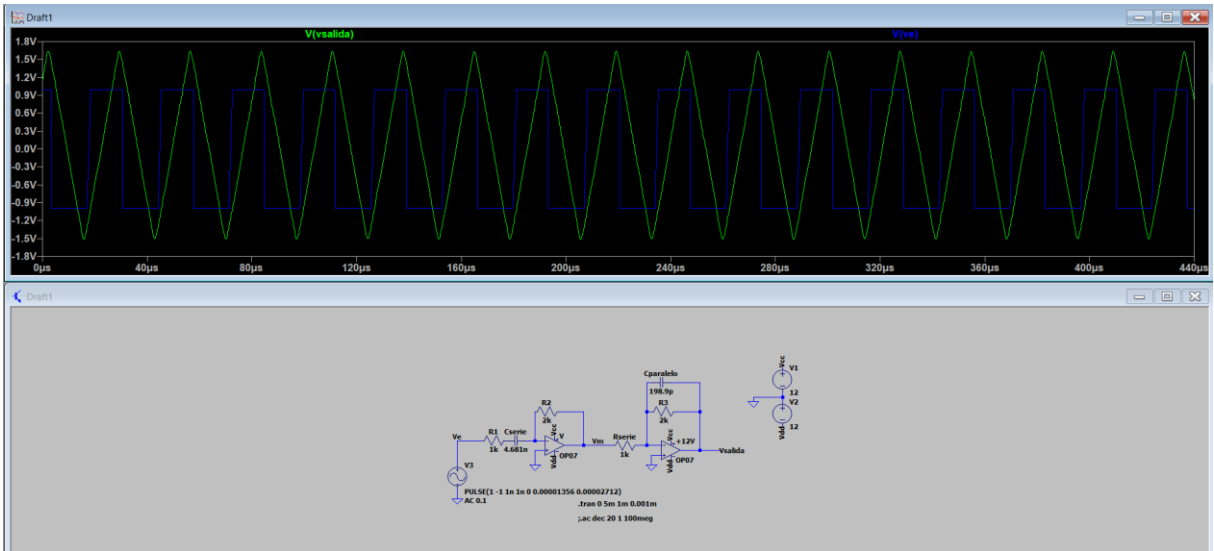 Draft1
V(vsalida) V(ve)
1.8V
1.5V
1.2V
0.9V
0.6V
0.3V
0.0V
-0.3V
-0.6V
-0.9V
-1.2V
-1.5V
-1.8V
0µs 40µs 80µs 120µs 160µs 200µs 240µs 280µs 320µs 360µs 400µs 440µs
Draft1
Vcc
V1
12
V2
12
Vdd
Cparalelo
198.9p
R3
2k
R2
2k
Ve
R1
1k
Cserie
4.681n
Vcc
V
Vdd
OP07
Vm
Rserie
1k
Vcc
+12V
Vdd
OP07
Vsalida
V3
PULSE(1 -1 1n 1n 0 0.00001356 0.00002712)
AC 0.1
.tran 0 5m 1m 0.001m
;.ac dec 20 1 100meg